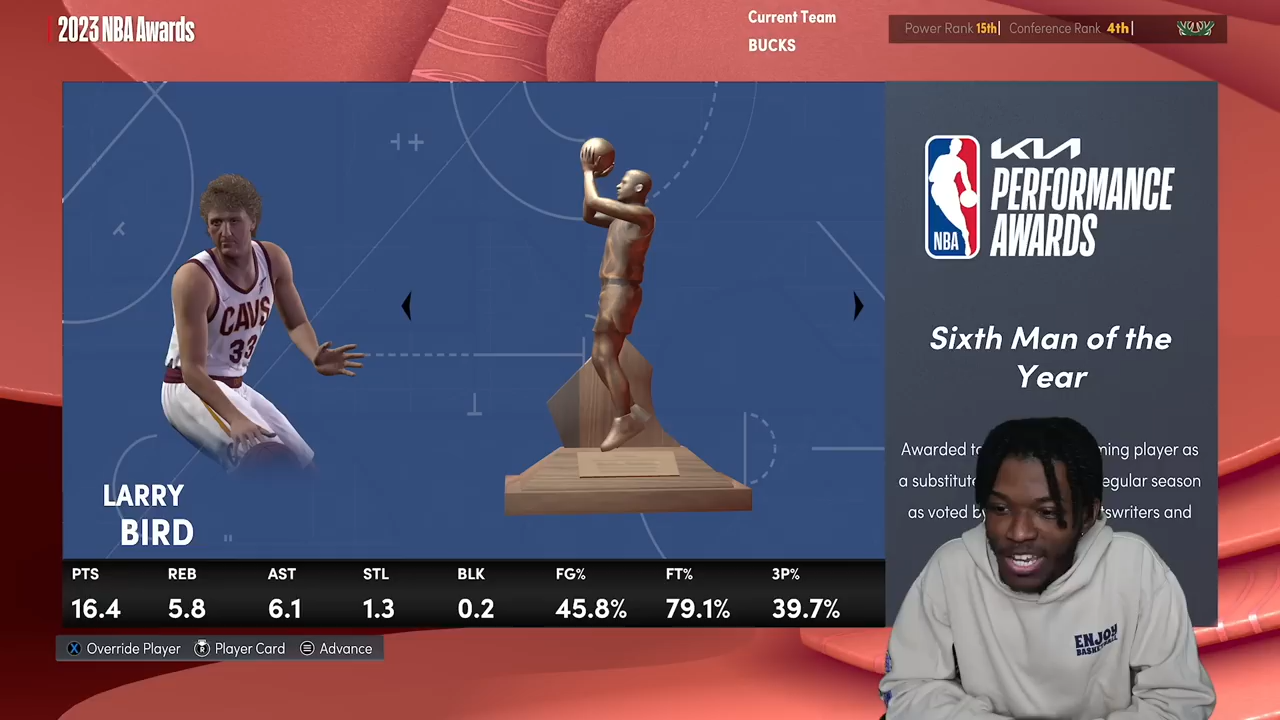 2023 NBA Awards
Current Team
BUCKS
Power Rank 15th| Conference Rank 4th|
NBA
KIA
PERFORMANCE
AWARDS
CAVS
33
Sixth Man of the
Year
Awarded to ming player as
a substitute egular season
as voted by tswriters and
LARRY
BIRD
PTS REB AST STL BLK FG% FT% 3P%
16.4 5.8 6.1 1.3 0.2 45.8% 79.1% 39.7%
X Override Player R Player Card Advance
ENJOY
BASKETBALL